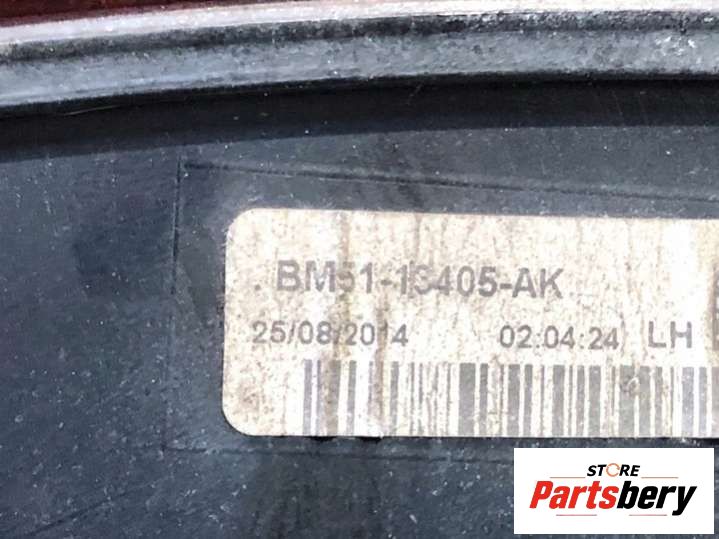 BM51-13405-AK
25/08/2014 02:04:24 LH
STORE
Partsbery